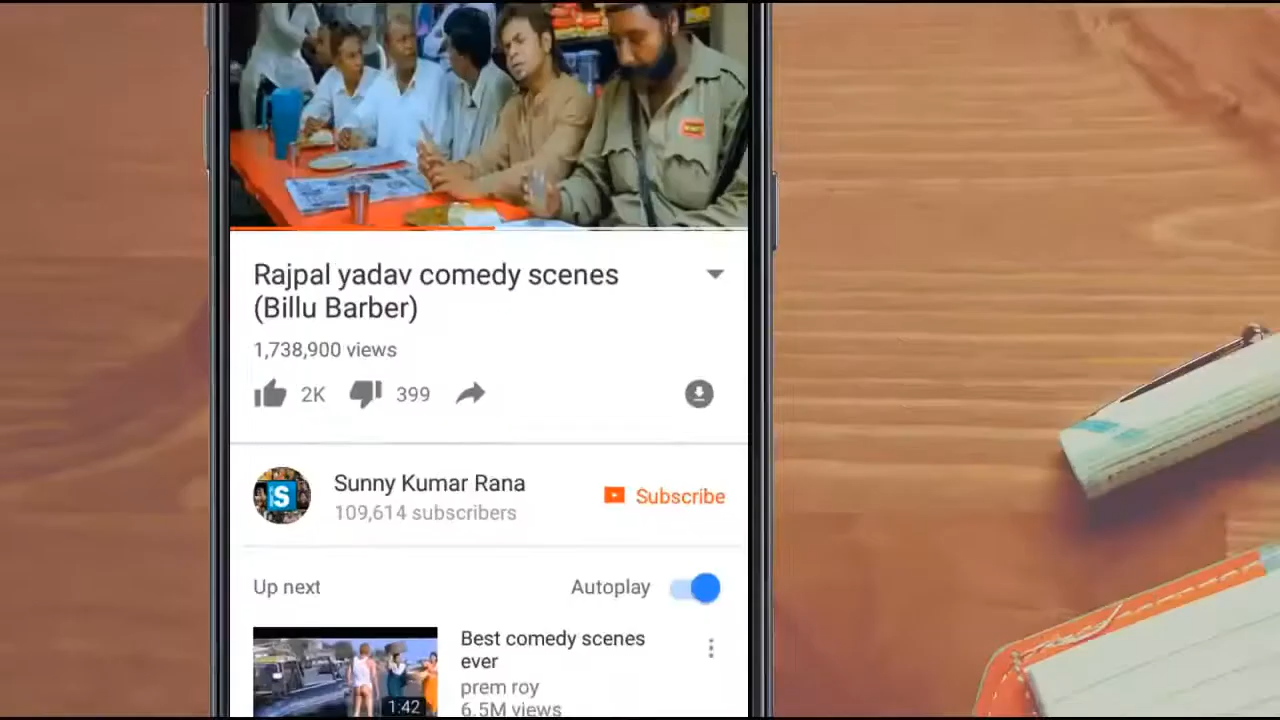 Rajpal yadav comedy scenes
(Billu Barber)
1,738,900 views
2K 399
S
Sunny Kumar Rana Subscribe
109,614 subscribers
Up next Autoplay
Best comedy scenes
ever
prem roy
1:42
6.5M views